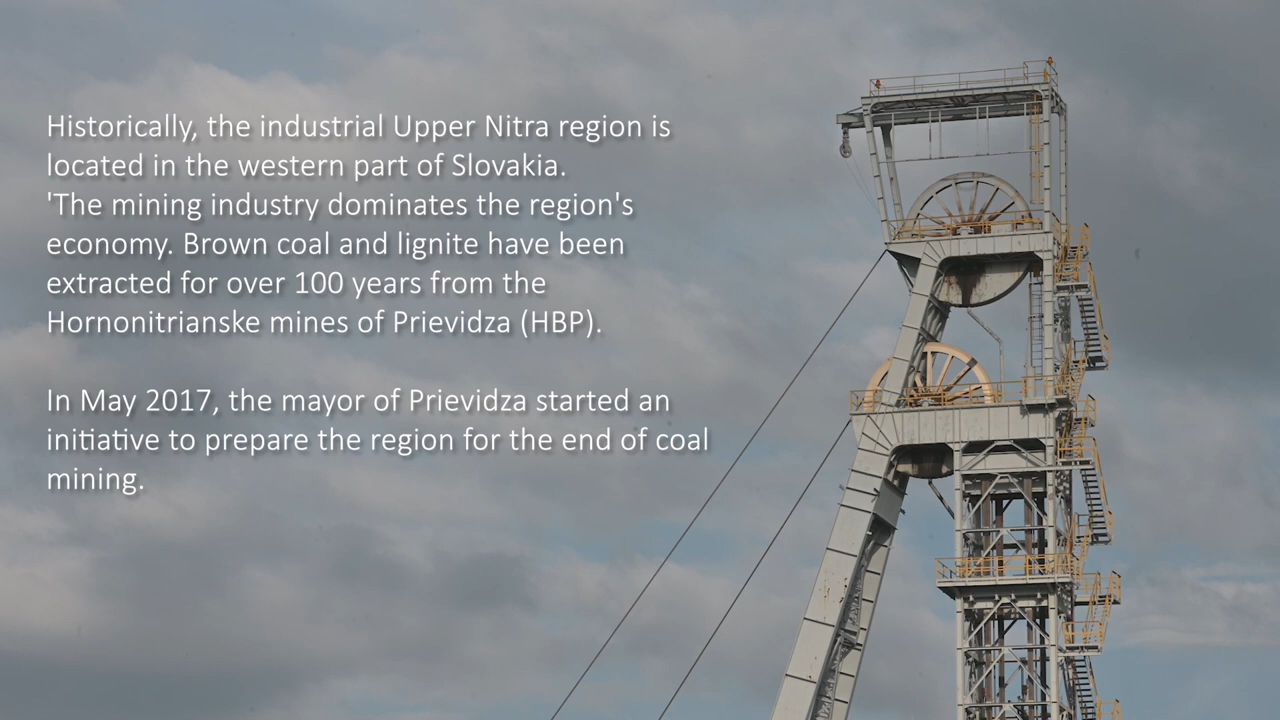 Historically, the industrial Upper Nitra region is
located in the western part of Slovakia.
'The mining industry dominates the region's
economy. Brown coal and lignite have been
extracted for over 100 years from the
Hornonitrianske mines of Prievidza (HBP).
In May 2017, the mayor of Prievidza started an
initiative to prepare the region for the end of coal
mining.